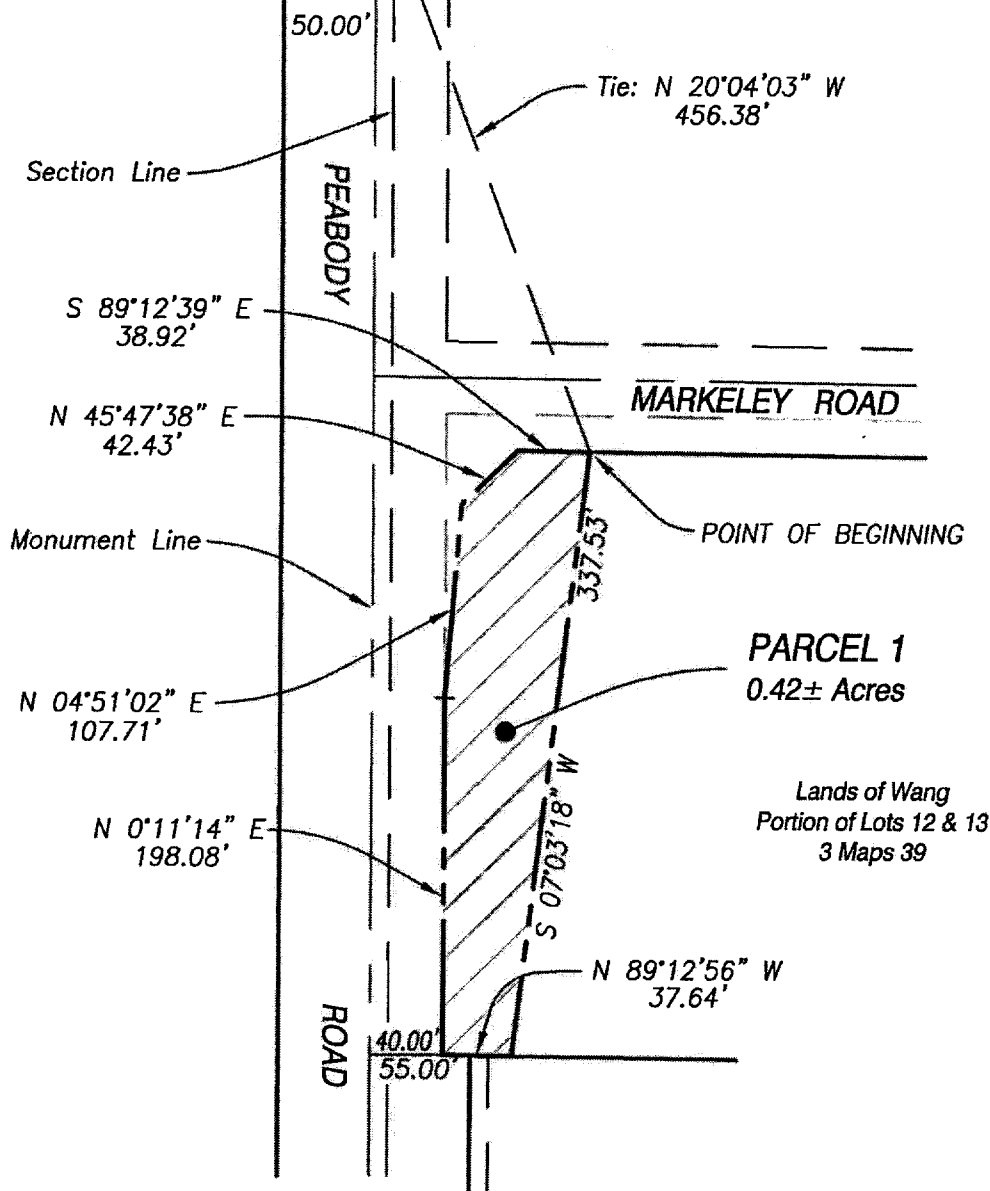 50.00'
Tie: N 20°04'03" W
456.38'
Section Line
PEABODY
S 89°12'39" E
38.92'
MARKELEY ROAD
N 45°47'38" E
42.43'
POINT OF BEGINNING
Monument Line
337.53'
PARCEL 1
0.42± Acres
N 04°51'02" E
107.71'
Lands of Wang
Portion of Lots 12 & 13
3 Maps 39
N 0°11'14" E
198.08'
S 07°03'18" W
N 89°12'56" W
37.64'
ROAD
40.00'
55.00'